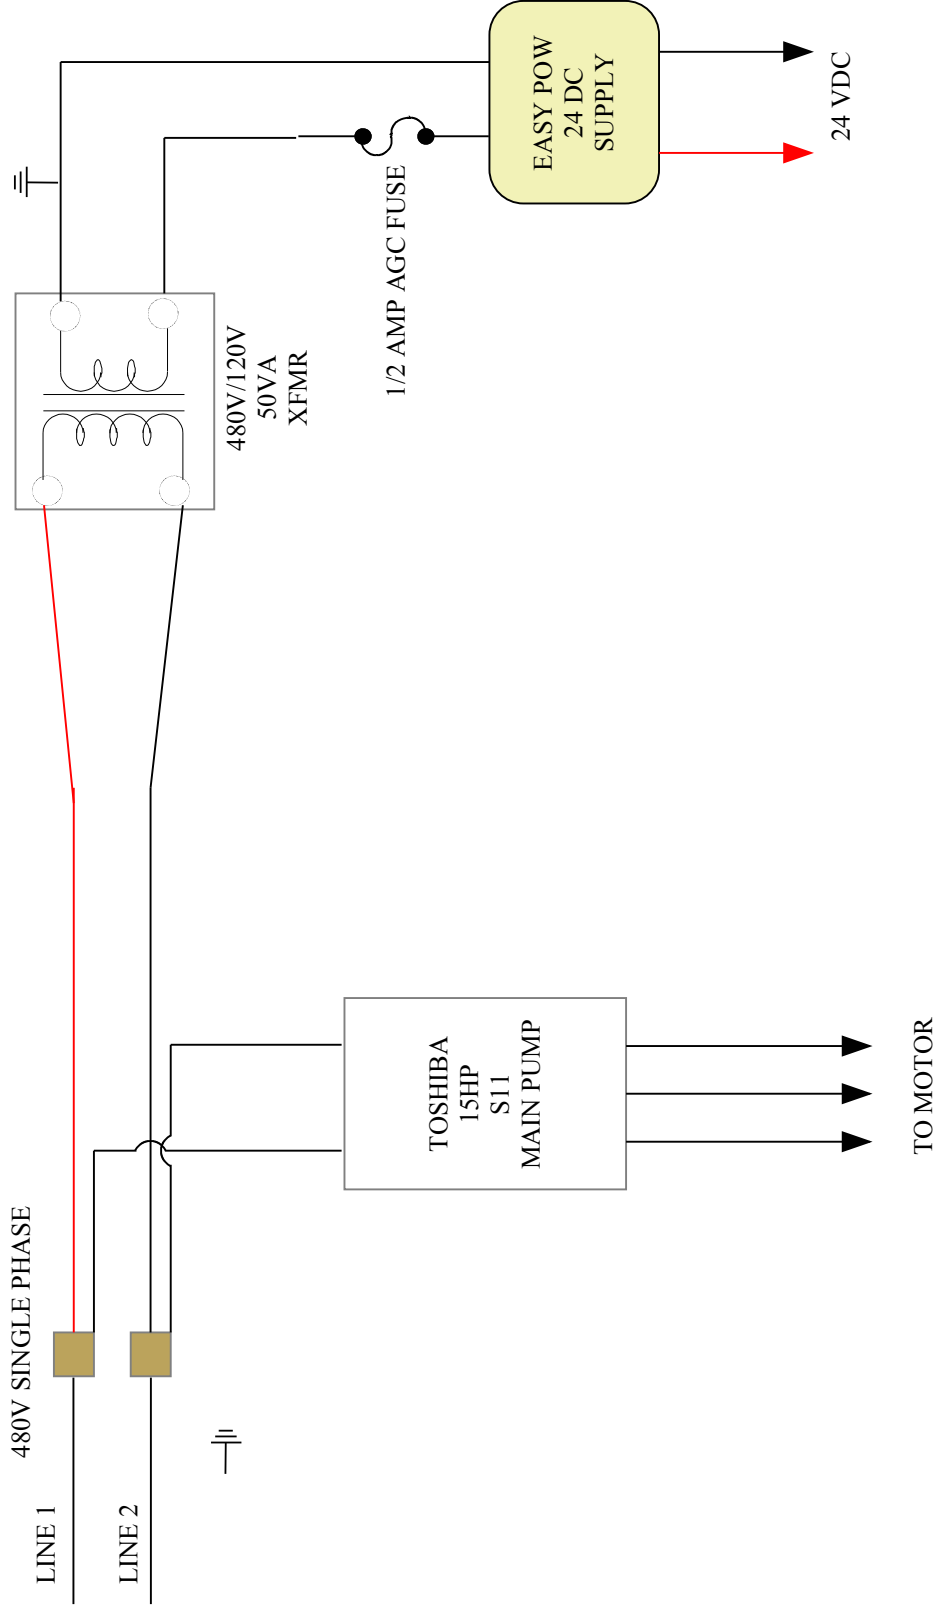 LINE 1
LINE 2
480V SINGLE PHASE
TOSHIBA
15HP
S11
MAIN PUMP
TO MOTOR
480V/120V
50VA
XFMR
1/2 AMP AGC FUSE
EASY POW
24 DC
SUPPLY
24 VDC